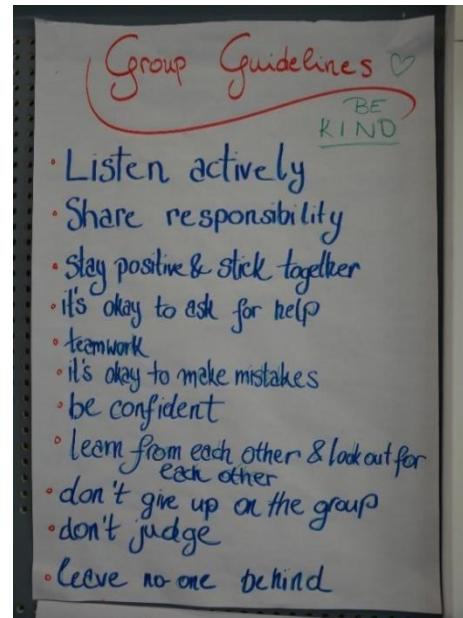 Group Guidelines ♡
BE
KIND
• Listen actively
• Share responsibility
• Stay positive & stick together
• it's okay to ask for help
• teamwork
• it's okay to make mistakes
• be confident
• learn from each other & look out for
each other
• don't give up on the group
• don't judge
• leave no one behind